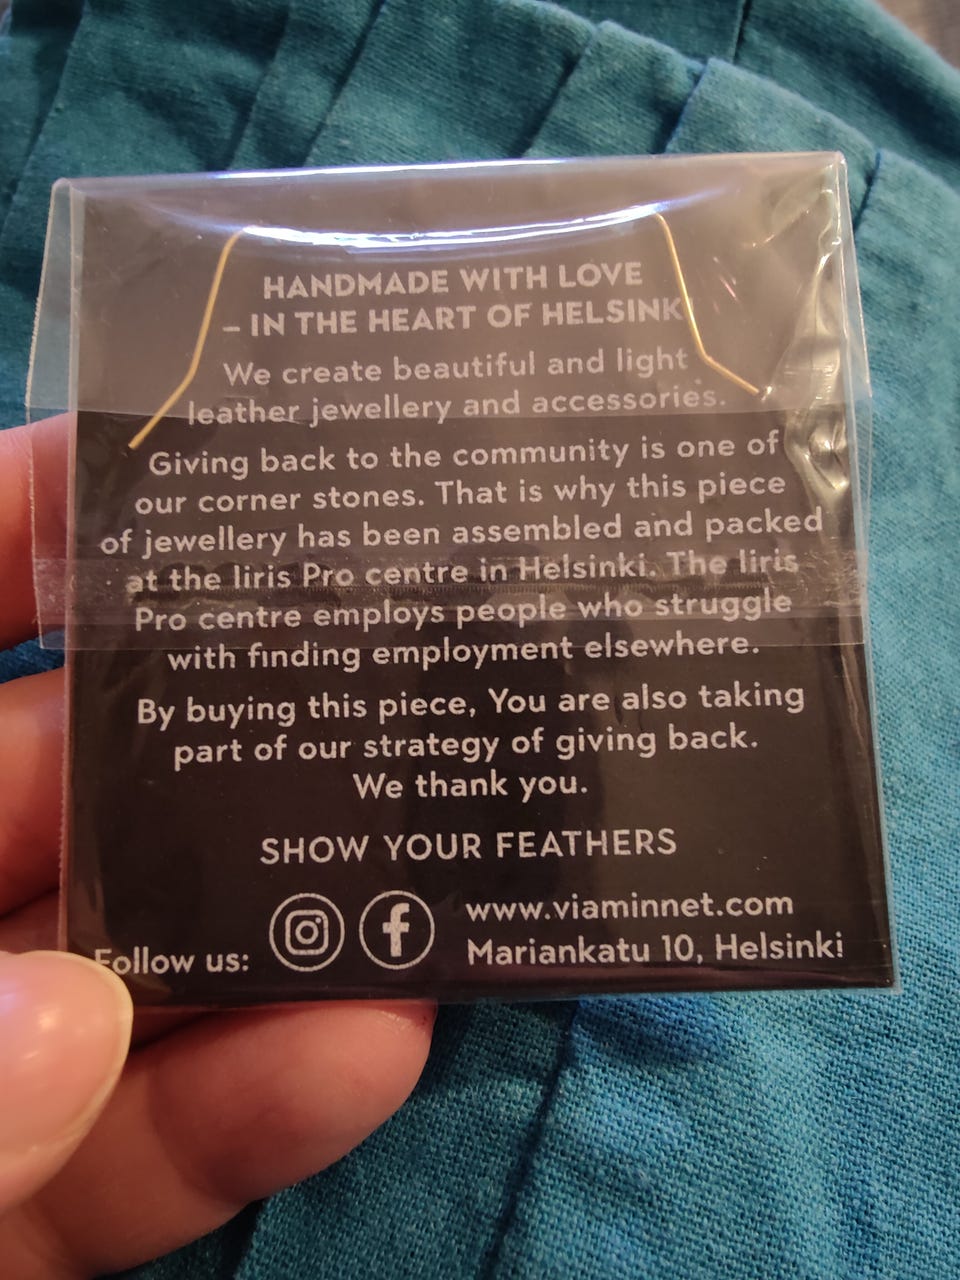 HANDMADE WITH LOVE
– IN THE HEART OF HELSINKI
We create beautiful and light
leather jewellery and accessories.
Giving back to the community is one of
our corner stones. That is why this piece
of jewellery has been assembled and packed
at the Iiris Pro centre in Helsinki. The Iiris
Pro centre employs people who struggle
with finding employment elsewhere.
By buying this piece, You are also taking
part of our strategy of giving back.
We thank you.
SHOW YOUR FEATHERS
www.viaminnet.com
Follow us: Mariankatu 10, Helsinki